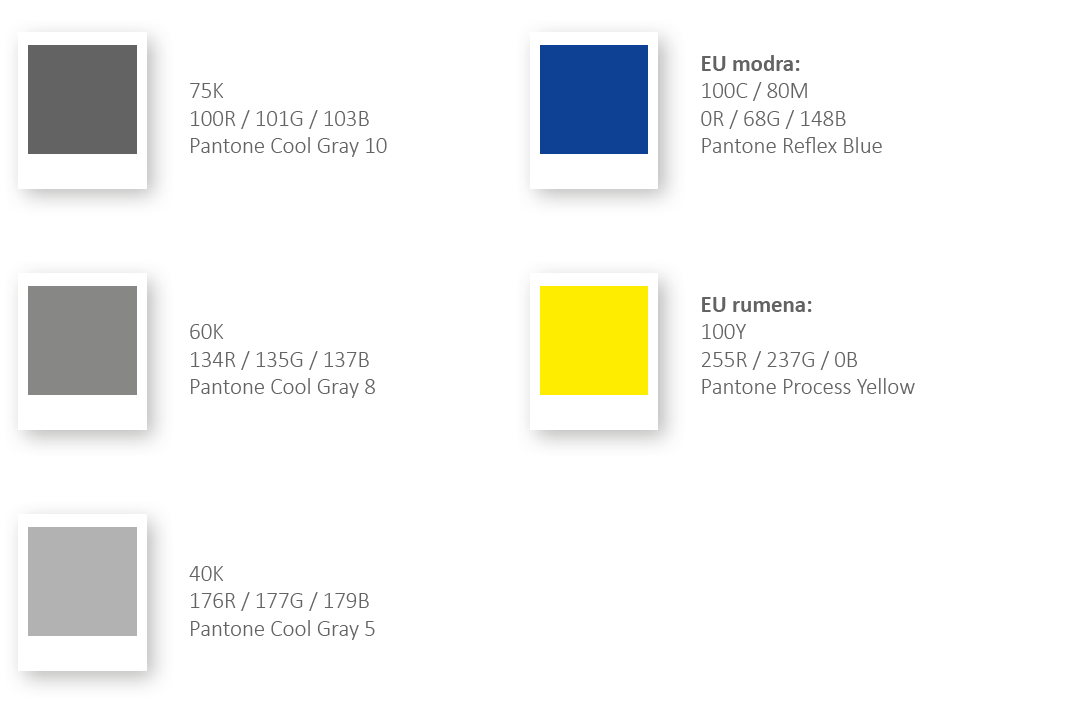 75K
100R / 101G / 103B
Pantone Cool Gray 10
EU modra:
100C / 80M
0R / 68G / 148B
Pantone Reflex Blue
60K
134R / 135G / 137B
Pantone Cool Gray 8
EU rumena:
100Y
255R / 237G / 0B
Pantone Process Yellow
40K
176R / 177G / 179B
Pantone Cool Gray 5